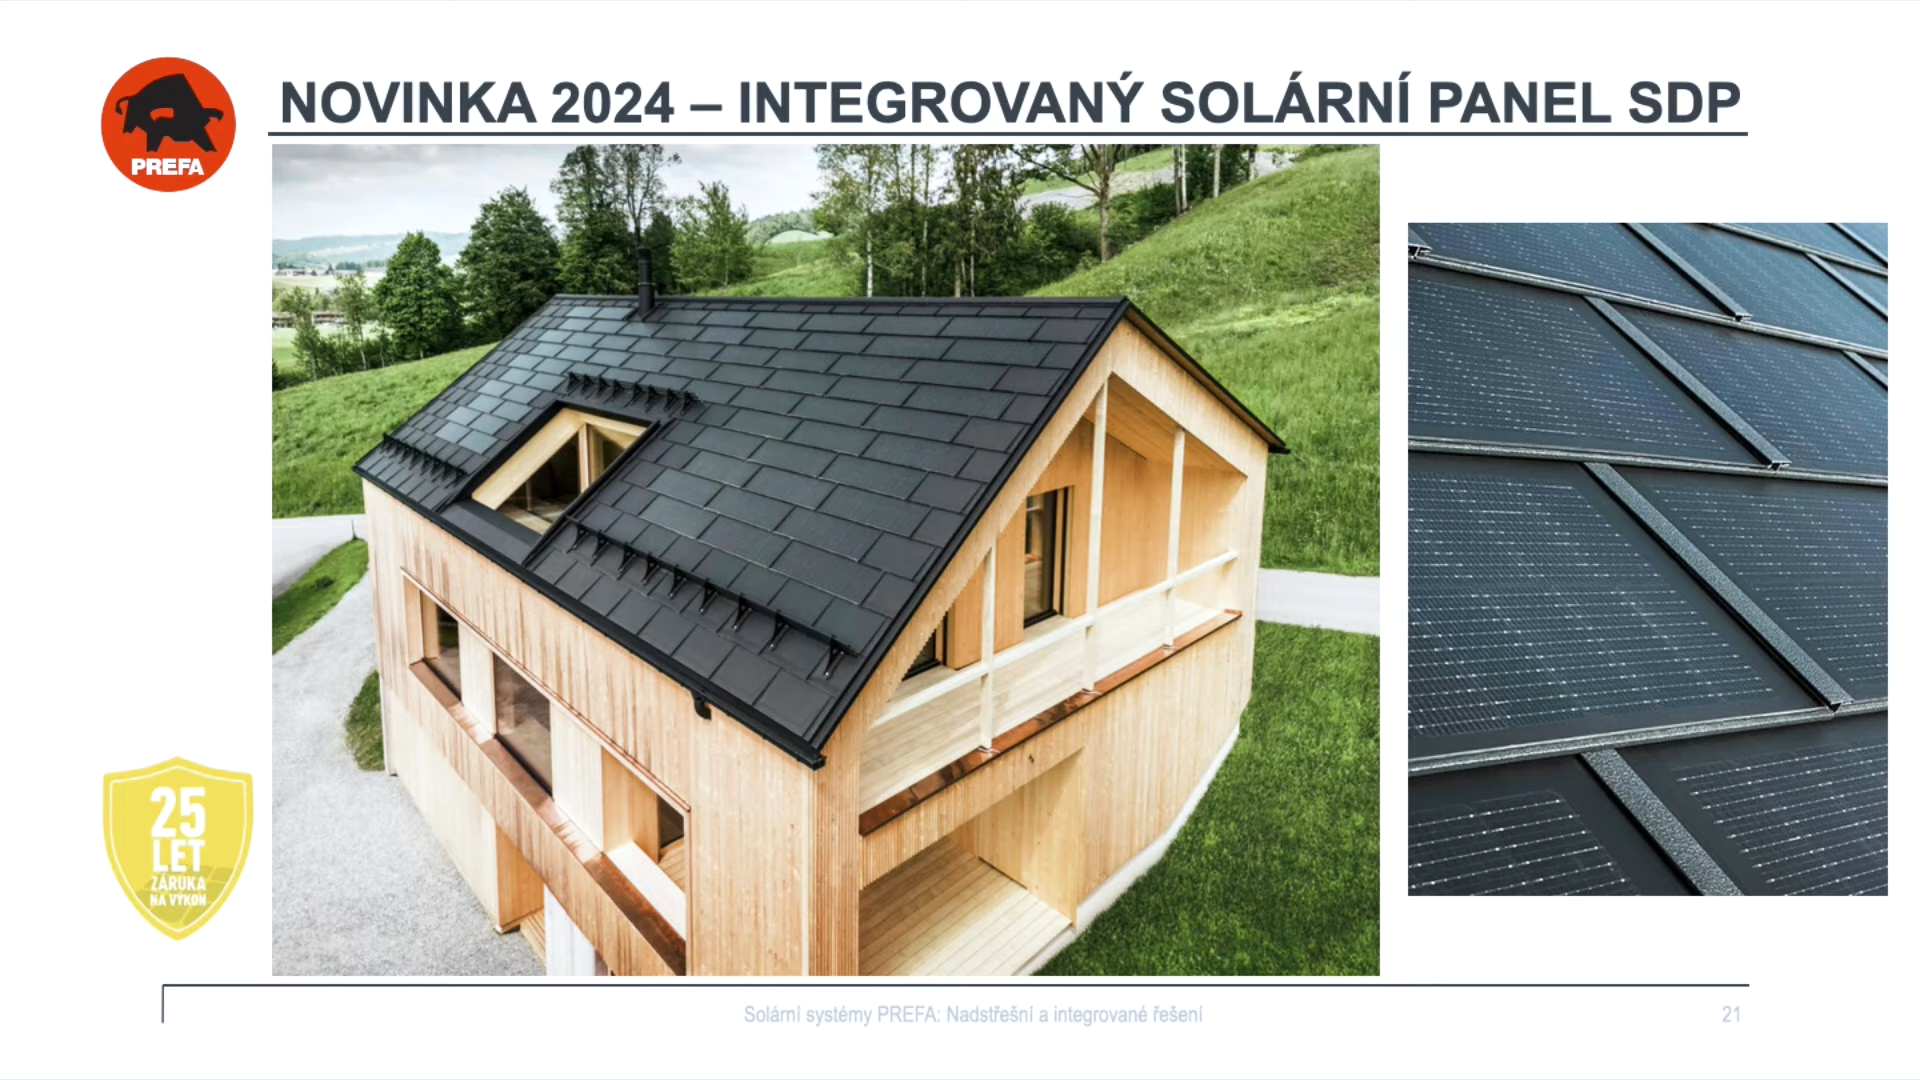 NOVINKA 2024 – INTEGROVANÝ SOLÁRNÍ PANEL SDP
PREFA
25
LET
ZÁRUKA
NA VÝKON
Solární systémy PREFA: Nadstřešní a integrované řešení
21